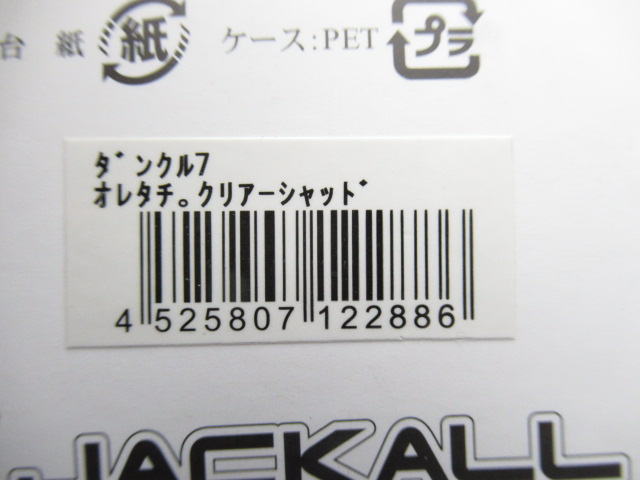 台 紙 紙 ケース:PET プラ
ダンクル7
オレタチ。クリアーシャッド
4 525807 122886
JACKALL